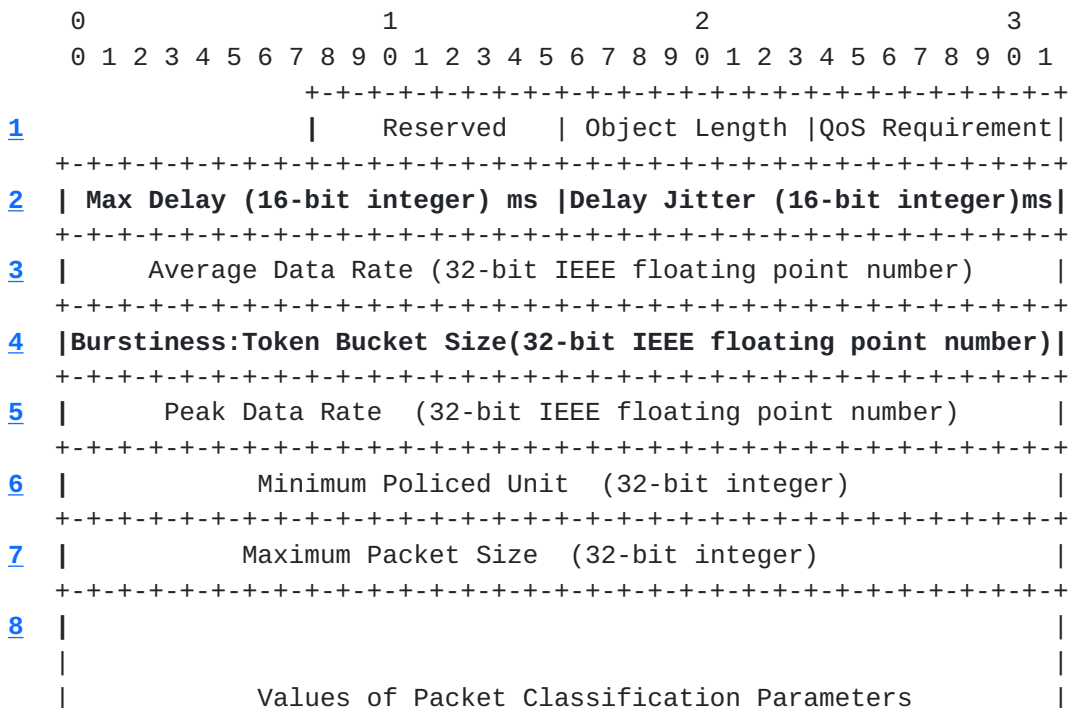 0                   1                   2                   3
0 1 2 3 4 5 6 7 8 9 0 1 2 3 4 5 6 7 8 9 0 1 2 3 4 5 6 7 8 9 0 1
+-+-+-+-+-+-+-+-+-+-+-+-+-+-+-+-+-+-+-+-+-+-+-+-+
1                  |    Reserved   | Object Length |QoS Requirement|
+-+-+-+-+-+-+-+-+-+-+-+-+-+-+-+-+-+-+-+-+-+-+-+-+-+-+-+-+-+-+-+-+
2  | Max Delay (16-bit integer) ms |Delay Jitter (16-bit integer)ms|
+-+-+-+-+-+-+-+-+-+-+-+-+-+-+-+-+-+-+-+-+-+-+-+-+-+-+-+-+-+-+-+-+
3  |     Average Data Rate (32-bit IEEE floating point number)     |
+-+-+-+-+-+-+-+-+-+-+-+-+-+-+-+-+-+-+-+-+-+-+-+-+-+-+-+-+-+-+-+-+
4  |Burstiness:Token Bucket Size(32-bit IEEE floating point number)|
+-+-+-+-+-+-+-+-+-+-+-+-+-+-+-+-+-+-+-+-+-+-+-+-+-+-+-+-+-+-+-+-+
5  |      Peak Data Rate  (32-bit IEEE floating point number)      |
+-+-+-+-+-+-+-+-+-+-+-+-+-+-+-+-+-+-+-+-+-+-+-+-+-+-+-+-+-+-+-+-+
6  |            Minimum Policed Unit  (32-bit integer)             |
+-+-+-+-+-+-+-+-+-+-+-+-+-+-+-+-+-+-+-+-+-+-+-+-+-+-+-+-+-+-+-+-+
7  |           Maximum Packet Size  (32-bit integer)               |
+-+-+-+-+-+-+-+-+-+-+-+-+-+-+-+-+-+-+-+-+-+-+-+-+-+-+-+-+-+-+-+-+
8  |                                                               |
|                                                               |
|            Values of Packet Classification Parameters         |